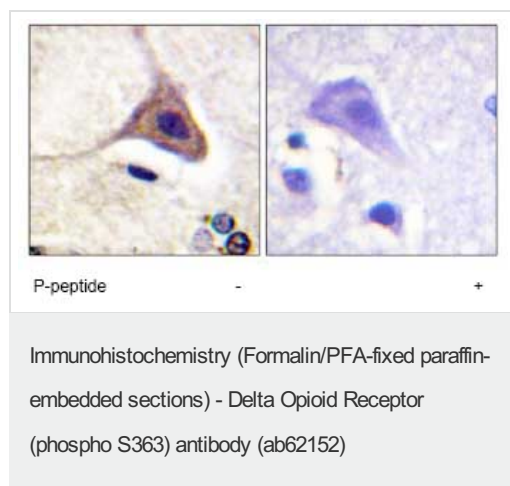 P-peptide - +
Immunohistochemistry (Formalin/PFA-fixed paraffin-
embedded sections) - Delta Opioid Receptor
(phospho S363) antibody (ab62152)